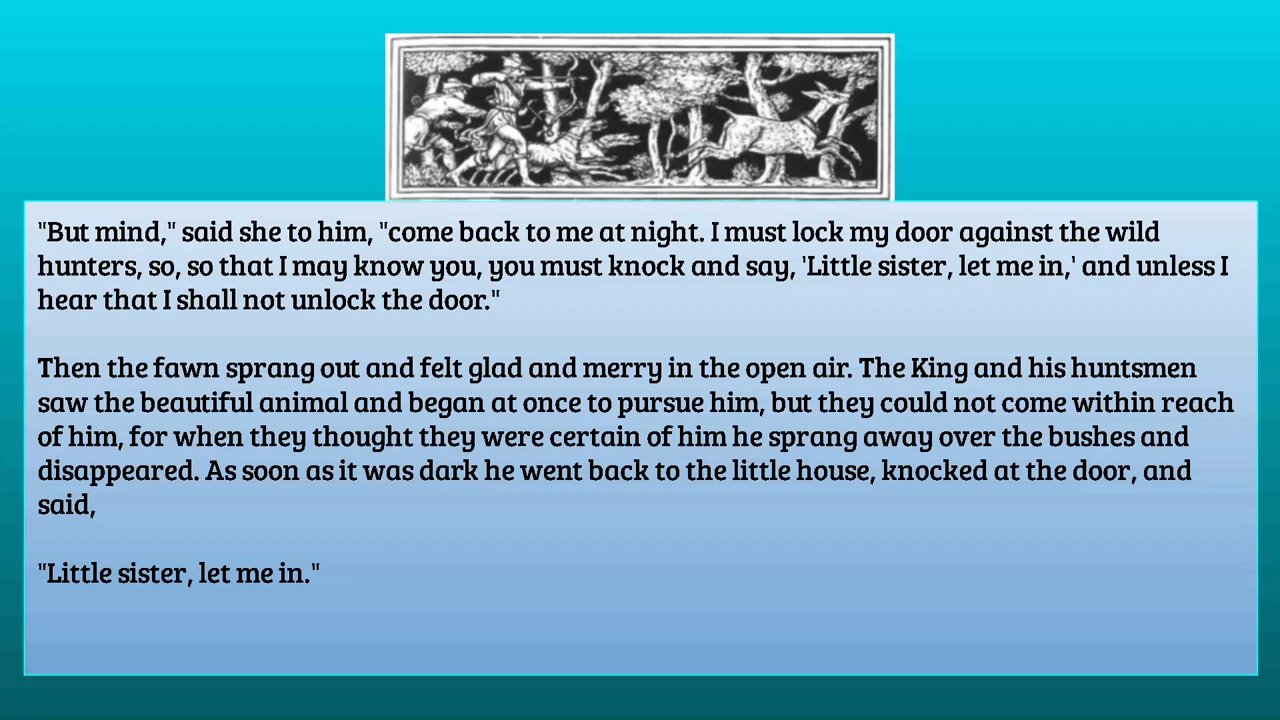 "But mind," said she to him, "come back to me at night. I must lock my door against the wild
hunters, so, so that I may know you, you must knock and say, 'Little sister, let me in,' and unless I
hear that I shall not unlock the door."
Then the fawn sprang out and felt glad and merry in the open air. The King and his huntsmen
saw the beautiful animal and began at once to pursue him, but they could not come within reach
of him, for when they thought they were certain of him he sprang away over the bushes and
disappeared. As soon as it was dark he went back to the little house, knocked at the door, and
said,
"Little sister, let me in."